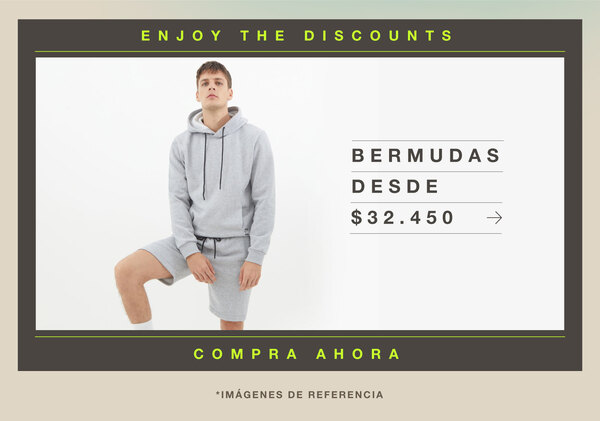 ENJOY THE DISCOUNTS
BERMUDAS
DESDE
$32.450 →
COMPRA AHORA
*IMÁGENES DE REFERENCIA